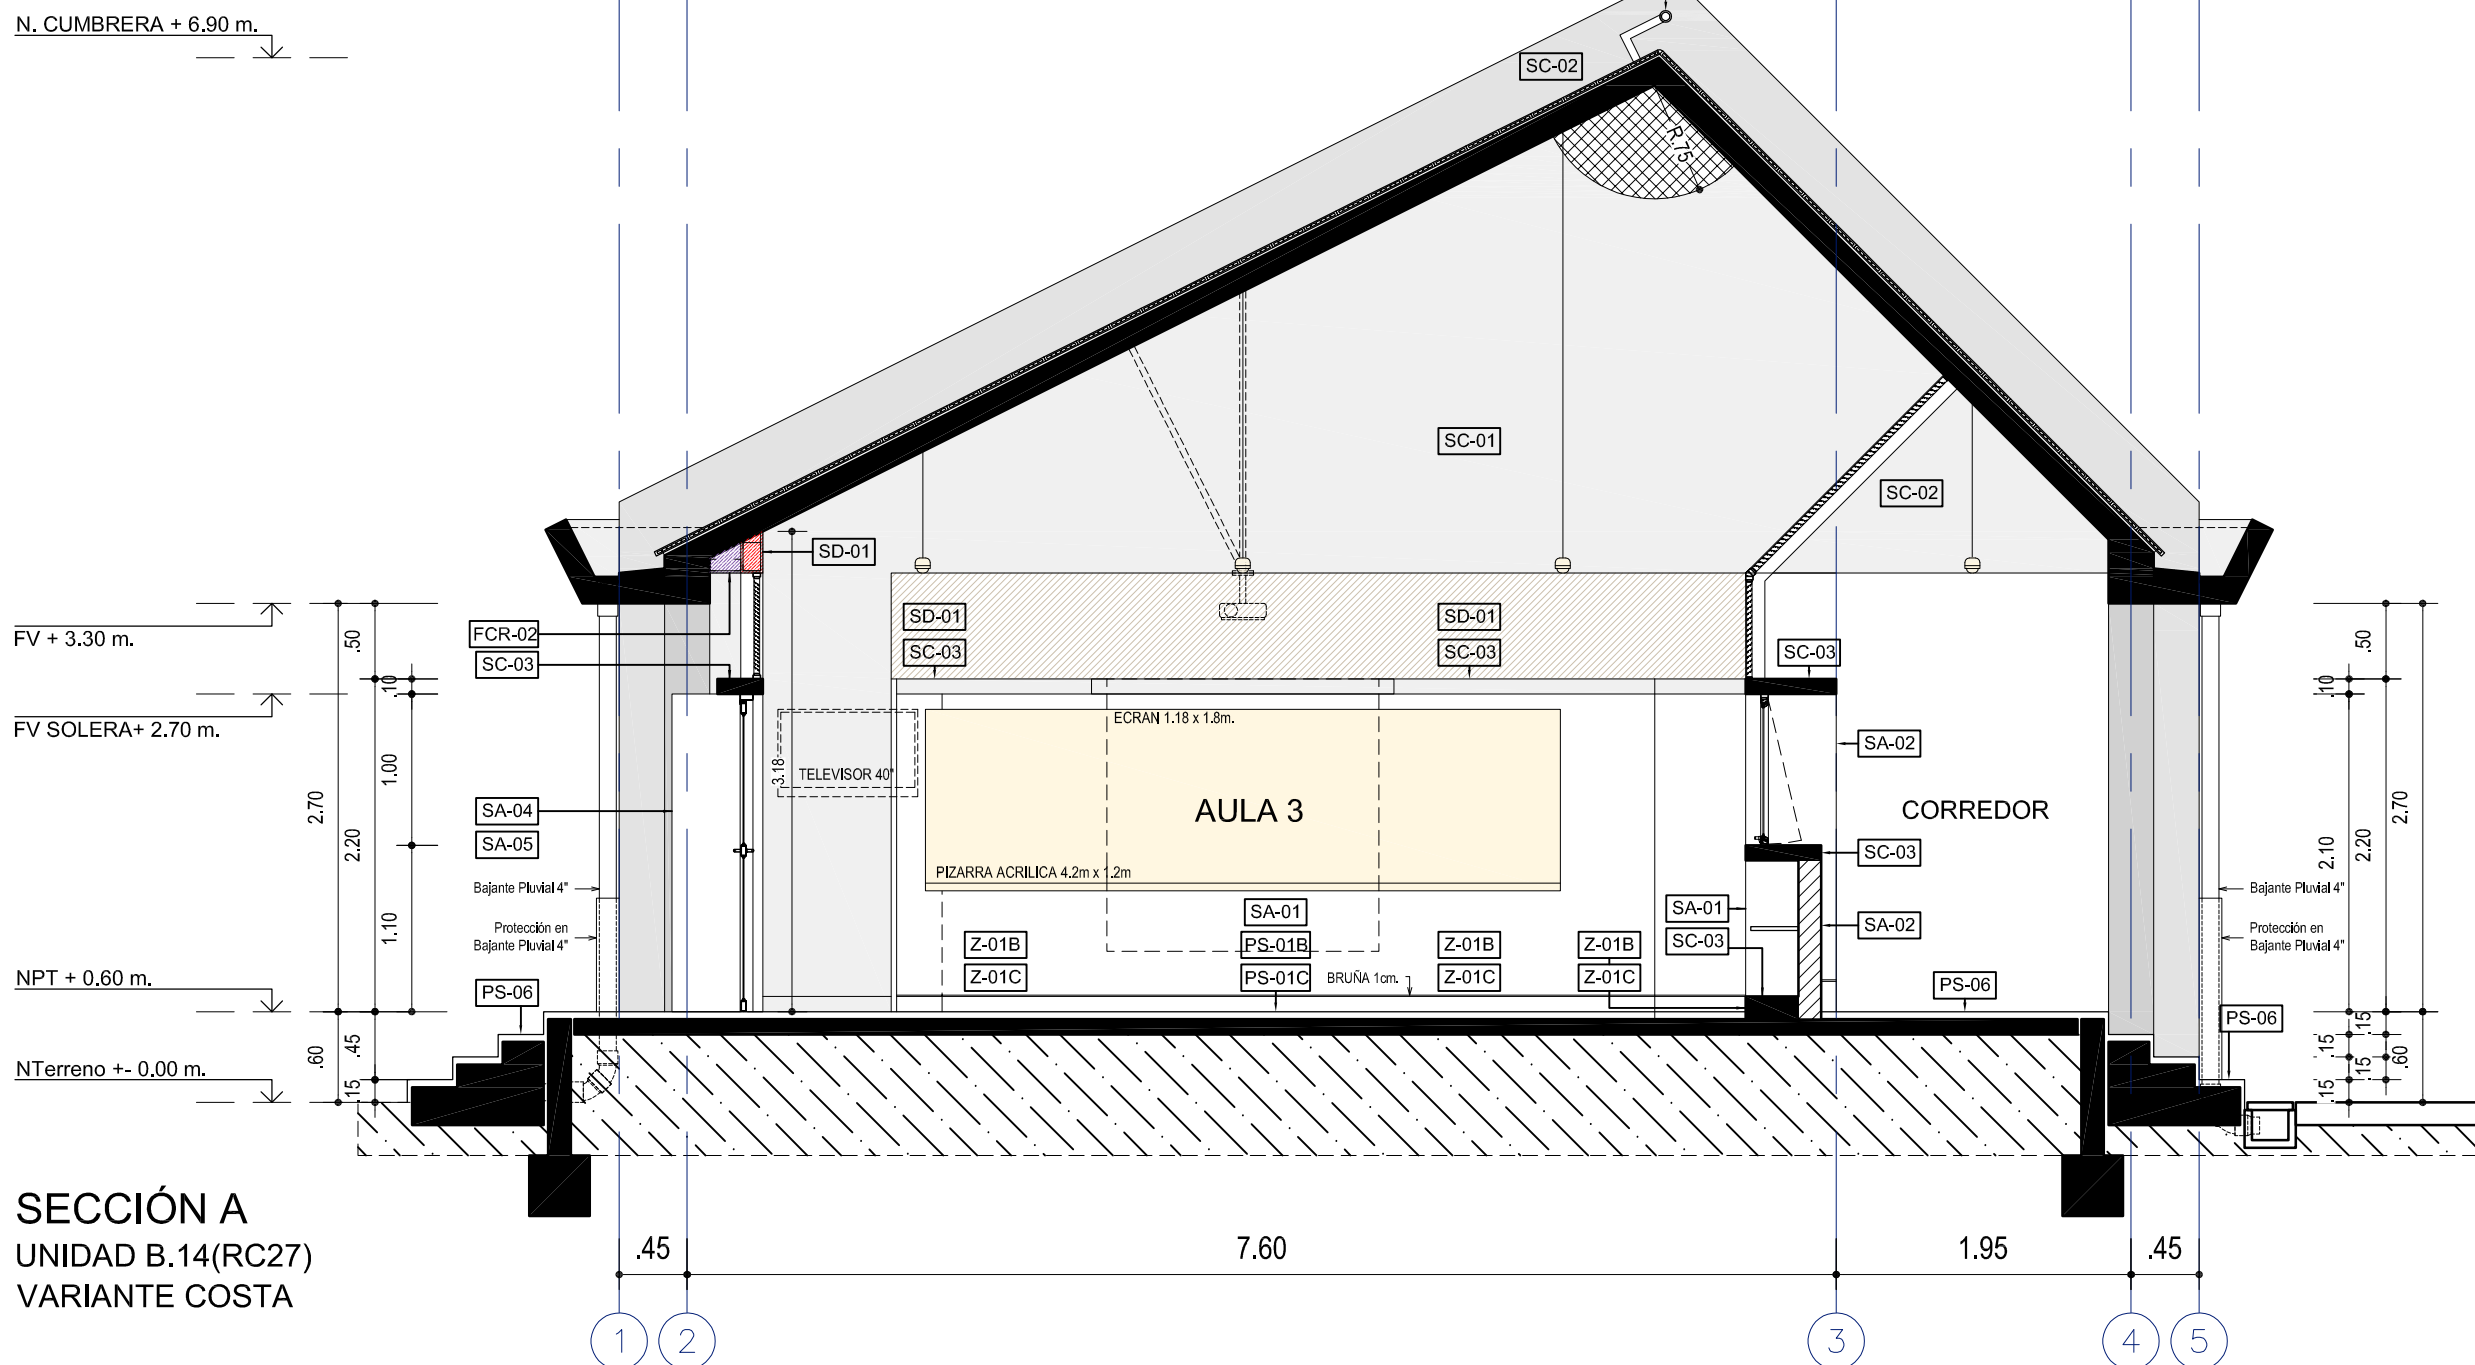 N. CUMBRERA + 6.90 m.
SC-02
R.75
SC-01
SC-02
SD-01
FV + 3.30 m.
FCR-02
SC-03
SD-01
SC-03
SD-01
SC-03
SC-03
.50
.10
.50
.10
FV SOLERA+ 2.70 m.
ECRAN 1.18 x 1.8m.
3.18
TELEVISOR 40"
AULA 3
CORREDOR
SA-02
1.00
2.70
2.20
SA-04
SA-05
SC-03
2.10
2.20
2.70
PIZARRA ACRILICA 4.2m x 1.2m
Bajante Pluvial 4"
Bajante Pluvial 4"
1.10
Protección en
Bajante Pluvial 4"
SA-01
SA-01
SC-03
SA-02
Protección en
Bajante Pluvial 4"
Z-01B
Z-01C
PS-01B
PS-01C
BRUÑA 1cm.
Z-01B
Z-01C
Z-01B
Z-01C
NPT + 0.60 m.
PS-06
PS-06
PS-06
.60
.45
.15
.15
.15
.15
.15
.60
NTerreno +- 0.00 m.
SECCIÓN A
UNIDAD B.14(RC27)
VARIANTE COSTA
.45
7.60
1.95
.45
1
2
3
4
5